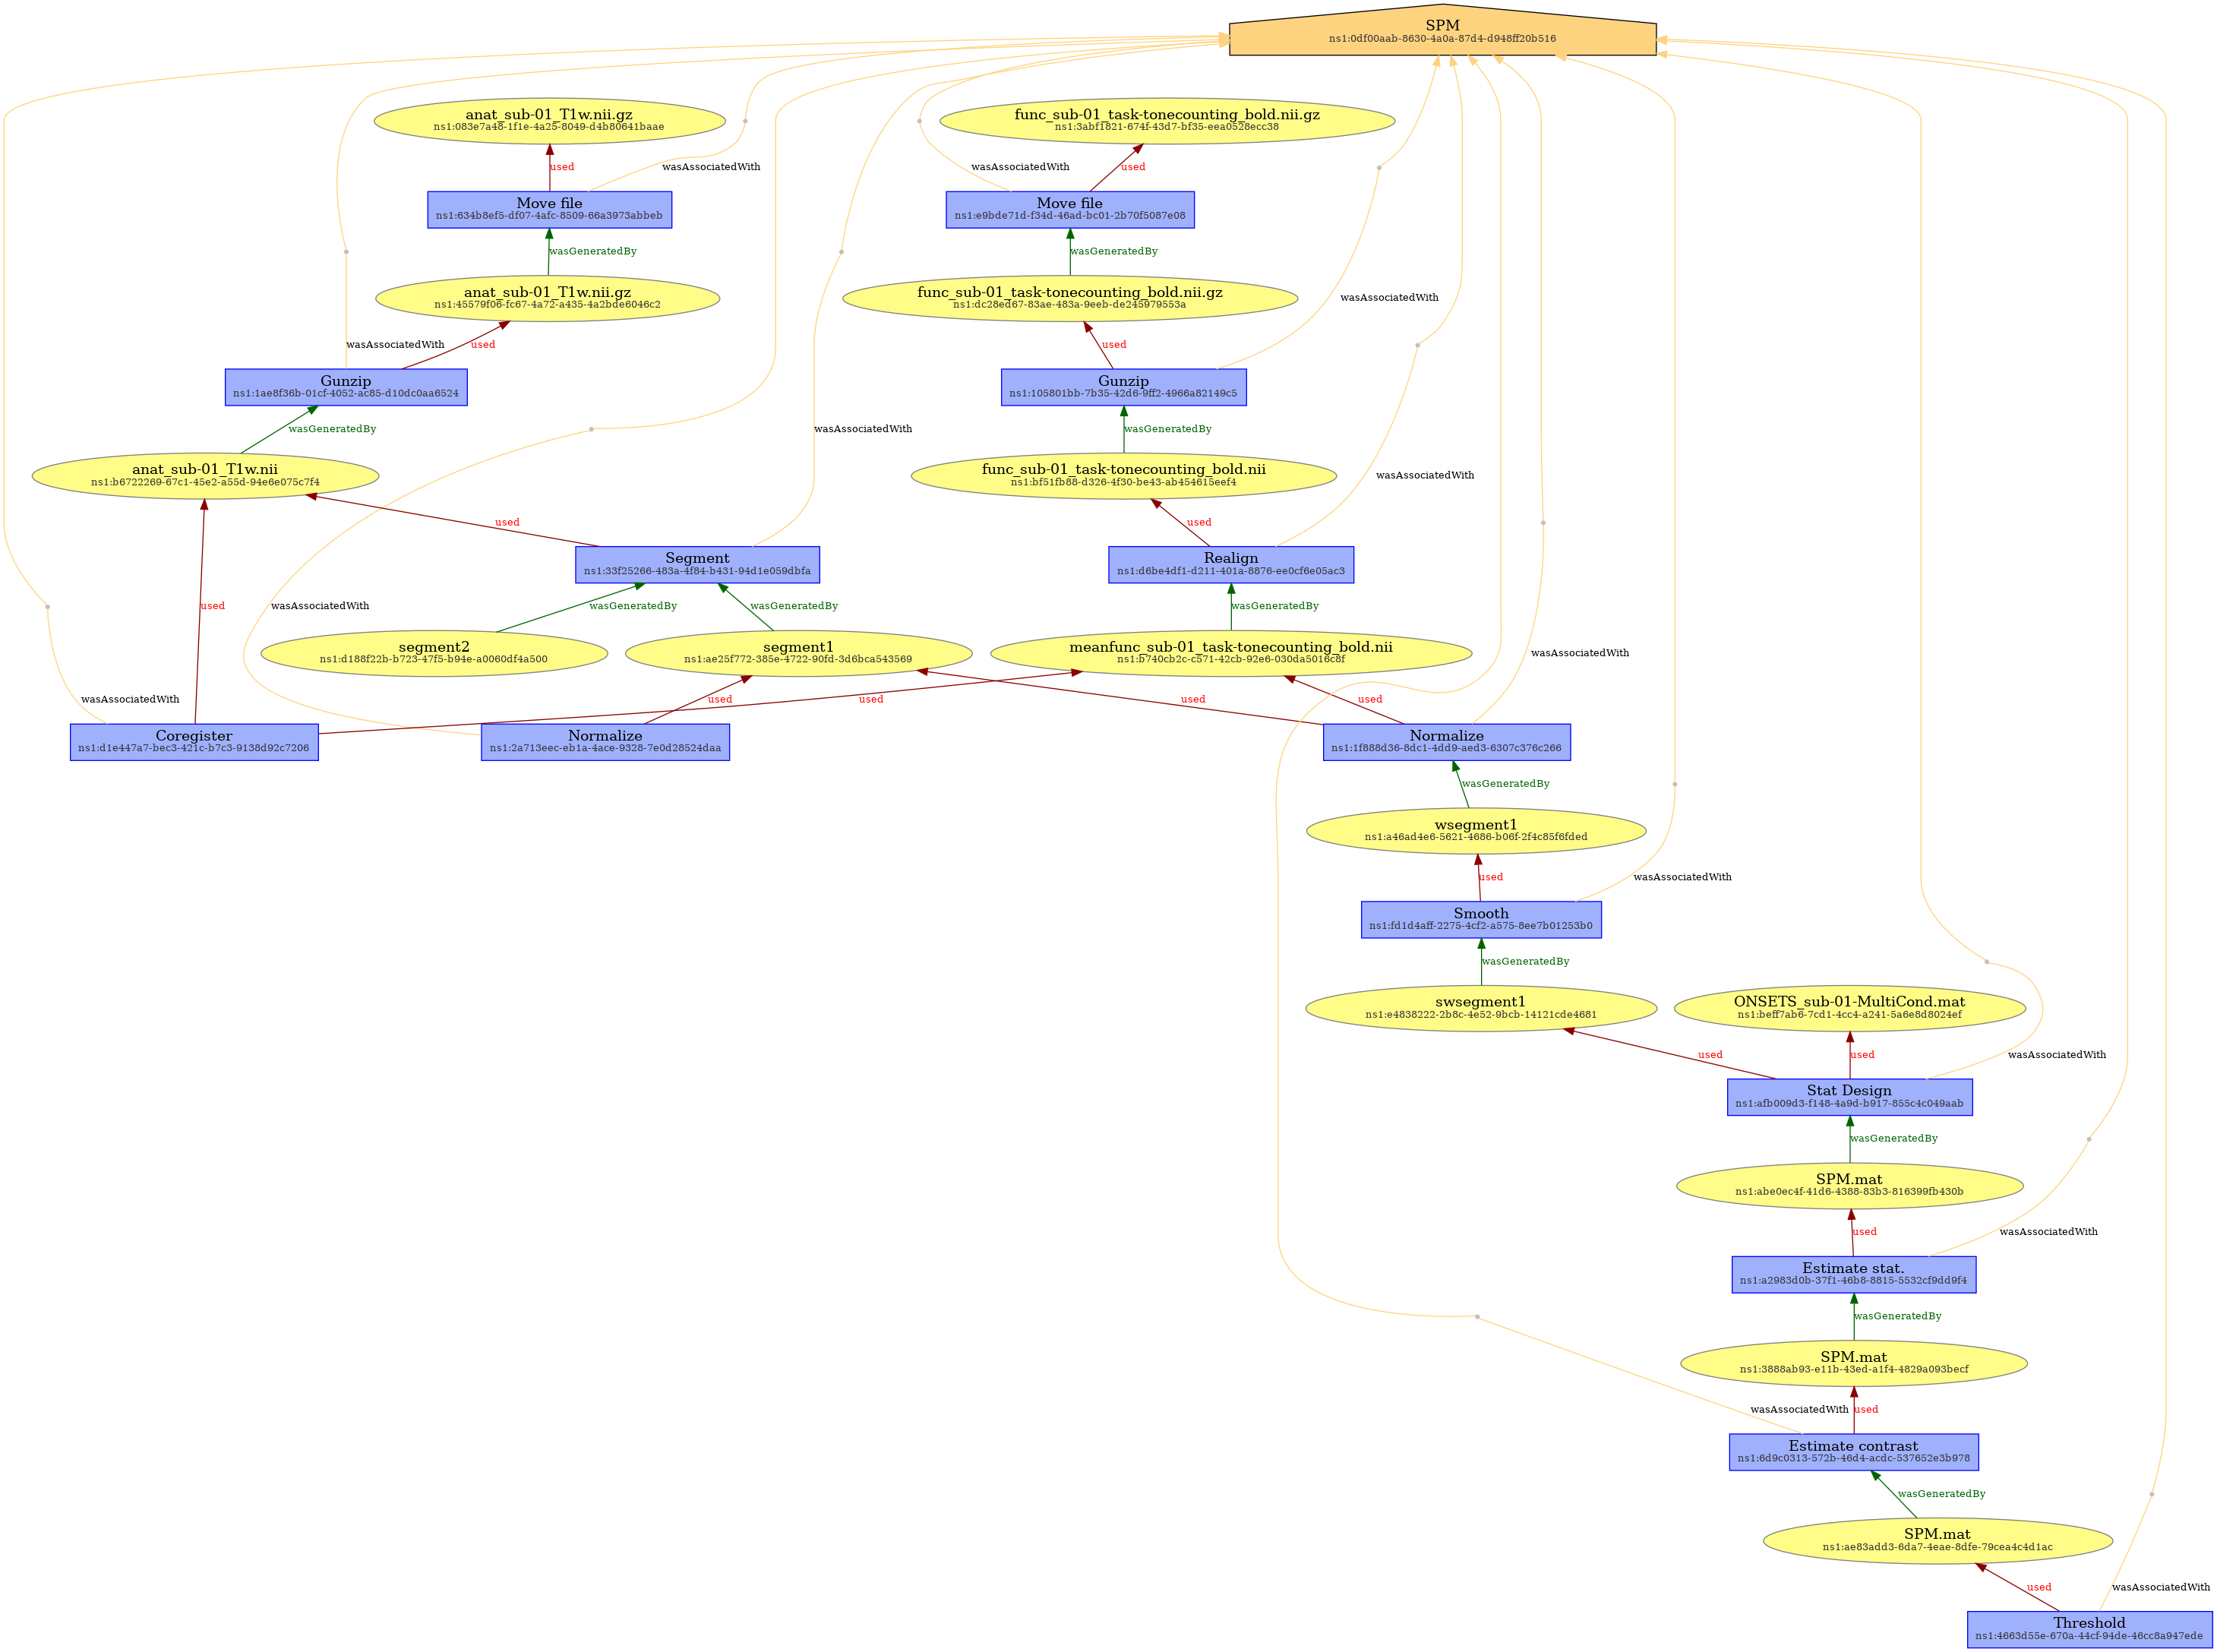 SPM
ns1:0df00aab-8630-4a0a-87d4-d948ff20b516
anat_sub-01_T1w.nii.gz
ns1:083e7a48-1f1e-4a25-8049-d4b80641baae
func_sub-01_task-tonecounting_bold.nii.gz
ns1:3abf1821-674f-43d7-bf35-eea0528ecc38
used
wasAssociatedWith
wasAssociatedWith
used
Move file
ns1:634b8ef5-df07-4afc-8509-66a3973abbeb
Move file
ns1:e9bde71d-f34d-46ad-bc01-2b70f5087e08
wasGeneratedBy
wasGeneratedBy
anat_sub-01_T1w.nii.gz
ns1:45579f06-fc67-4a72-a435-4a2bde6046c2
func_sub-01_task-tonecounting_bold.nii.gz
ns1:dc28ed67-83ae-483a-9eeb-de245979553a
wasAssociatedWith
wasAssociatedWith
used
used
Gunzip
ns1:1ae8f36b-01cf-4052-ac85-d10dc0aa6524
Gunzip
ns1:105801bb-7b35-42d6-9ff2-4966a82149c5
wasGeneratedBy
wasAssociatedWith
wasGeneratedBy
anat_sub-01_T1w.nii
ns1:b6722269-67c1-45e2-a55d-94e6e075c7f4
func_sub-01_task-tonecounting_bold.nii
ns1:bf51fb88-d326-4f30-be43-ab454615eef4
wasAssociatedWith
used
used
Segment
ns1:33f25266-483a-4f84-b431-94d1e059dbfa
Realign
ns1:d6be4df1-d211-401a-8876-ee0cf6e05ac3
used
wasAssociatedWith
wasGeneratedBy
wasGeneratedBy
wasGeneratedBy
segment2
ns1:d188f22b-b723-47f5-b94e-a0060df4a500
segment1
ns1:ae25f772-385e-4722-90fd-3d6bca543569
meanfunc_sub-01_task-tonecounting_bold.nii
ns1:b740cb2c-c571-42cb-92e6-030da5016c8f
wasAssociatedWith
wasAssociatedWith
used
used
used
used
Coregister
ns1:d1e447a7-bec3-421c-b7c3-9138d92c7206
Normalize
ns1:2a713eec-eb1a-4ace-9328-7e0d28524daa
Normalize
ns1:1f888d36-8dc1-4dd9-aed3-6307c376c266
wasGeneratedBy
wsegment1
ns1:a46ad4e6-5621-4686-b06f-2f4c85f6fded
used
wasAssociatedWith
Smooth
ns1:fd1d4aff-2275-4cf2-a575-8ee7b01253b0
wasGeneratedBy
swsegment1
ns1:e4838222-2b8c-4e52-9bcb-14121cde4681
ONSETS_sub-01-MultiCond.mat
ns1:beff7ab6-7cd1-4cc4-a241-5a6e8d8024ef
used
used
wasAssociatedWith
Stat Design
ns1:afb009d3-f148-4a9d-b917-855c4c049aab
wasGeneratedBy
SPM.mat
ns1:abe0ec4f-41d6-4388-83b3-816399fb430b
used
wasAssociatedWith
Estimate stat.
ns1:a2983d0b-37f1-46b8-8815-5532cf9dd9f4
wasGeneratedBy
SPM.mat
ns1:3888ab93-e11b-43ed-a1f4-4829a093becf
wasAssociatedWith
used
Estimate contrast
ns1:6d9c0313-572b-46d4-acdc-537652e3b978
wasGeneratedBy
SPM.mat
ns1:ae83add3-6da7-4eae-8dfe-79cea4c4d1ac
used
wasAssociatedWith
Threshold
ns1:4663d55e-670a-44cf-94de-46cc8a947ede